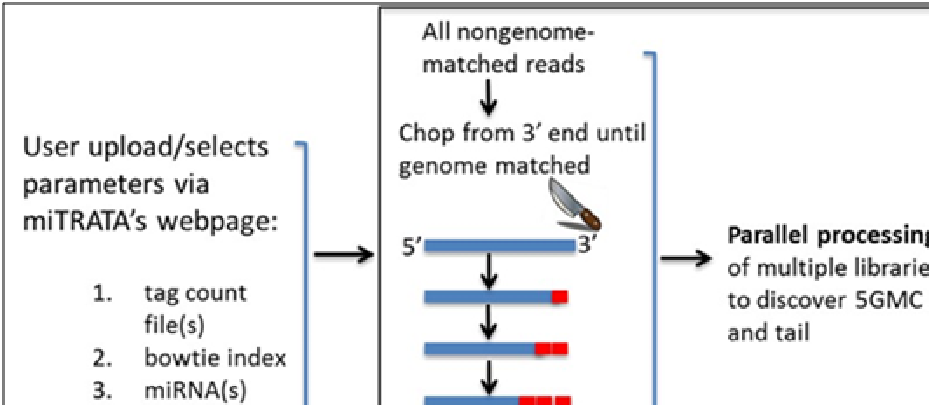 All nongenome-
matched reads
Chop from 3′ end until
genome matched
User upload/selects
parameters via
miTRATA's webpage:
1. tag count
file(s)
2. bowtie index
3. miRNA(s)
5′ 3′
Parallel processing
of multiple librarie
to discover 5GMC
and tail